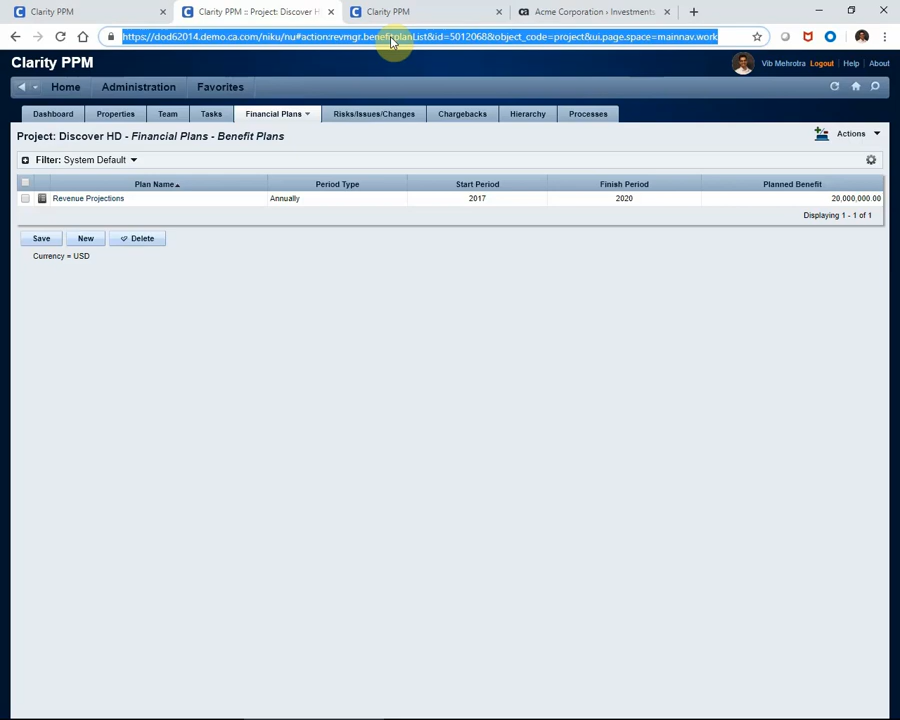 Clarity PPM
Clarity PPM :: Project: Discover H
Clarity PPM
Acme Corporation › Investments
https://dod62014.demo.ca.com/niku/nu#action:revmgr.benefitplanList&id=5012068&object_code=project&ui.page.space=mainnav.work
Clarity PPM
Vib Mehrotra Logout Help About
Home Administration Favorites
Dashboard Properties Team Tasks Financial Plans Risks/Issues/Changes Chargebacks Hierarchy Processes
Project: Discover HD - Financial Plans - Benefit Plans
Actions
Filter: System Default
Plan Name Period Type Start Period Finish Period Planned Benefit
Revenue Projections Annually 2017 2020 20,000,000.00
Displaying 1 - 1 of 1
Save New Delete
Currency = USD